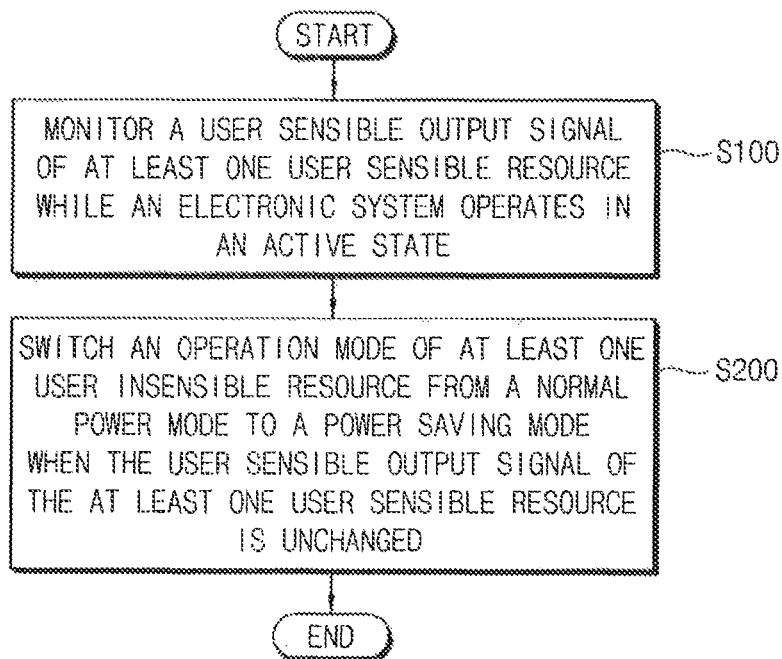 START
MONITOR A USER SENSIBLE OUTPUT SIGNAL
OF AT LEAST ONE USER SENSIBLE RESOURCE
WHILE AN ELECTRONIC SYSTEM OPERATES IN
AN ACTIVE STATE
S100
SWITCH AN OPERATION MODE OF AT LEAST ONE
USER INSENSIBLE RESOURCE FROM A NORMAL
POWER MODE TO A POWER SAVING MODE
WHEN THE USER SENSIBLE OUTPUT SIGNAL OF
THE AT LEAST ONE USER SENSIBLE RESOURCE
IS UNCHANGED
S200
END